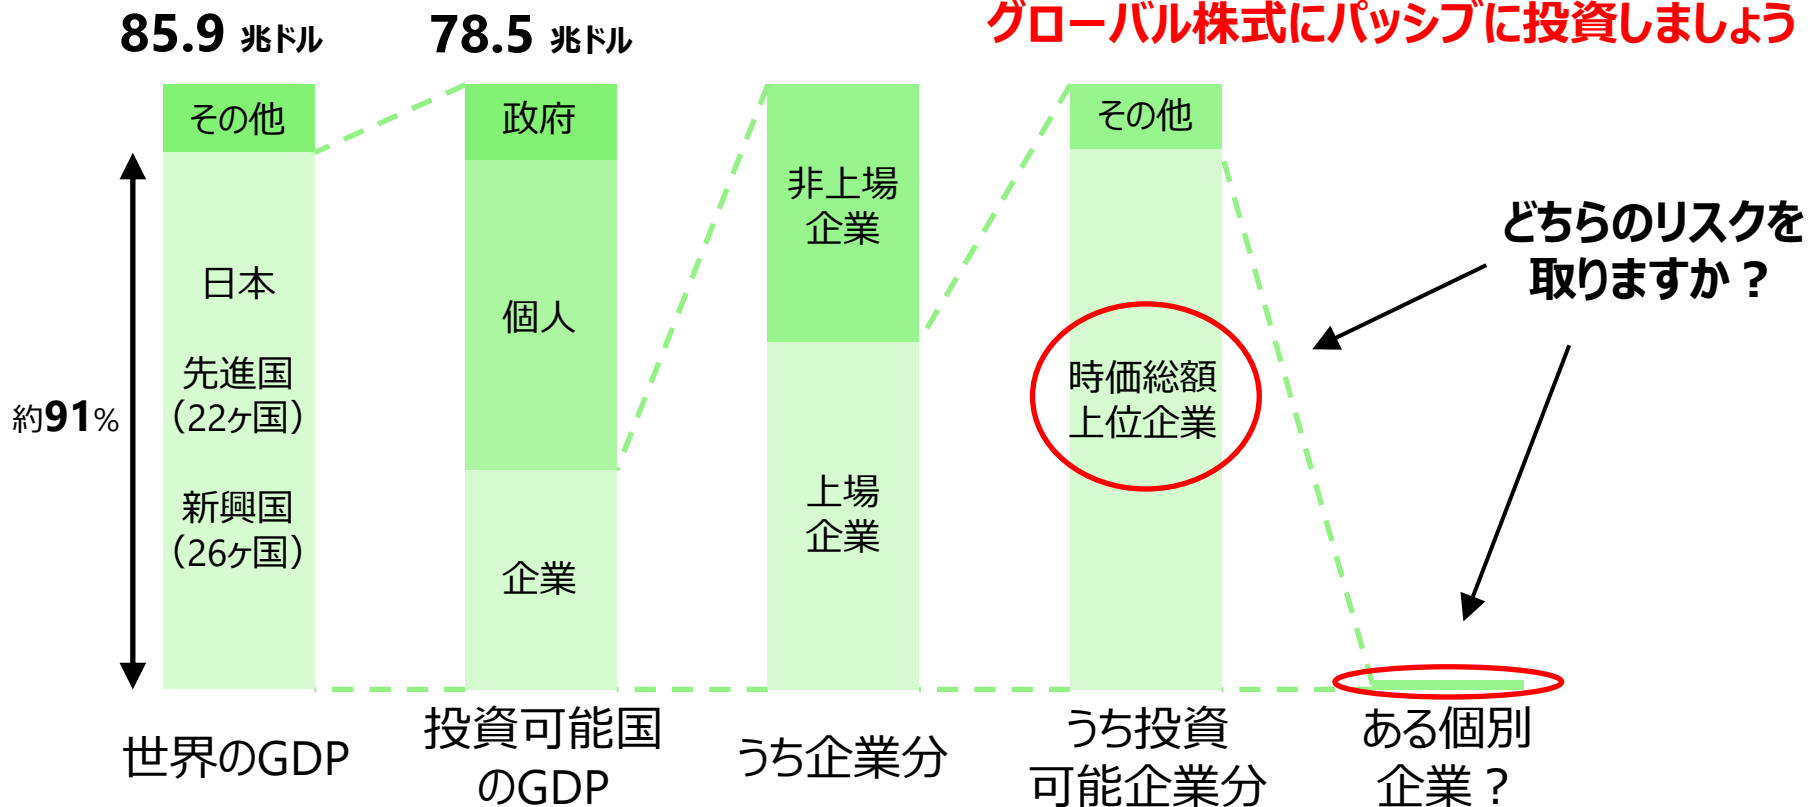 グローバル株式にパッシブに投資しましょう
85.9 兆ドル
78.5 兆ドル
その他
日本
先進国
（22ヶ国）
新興国
（26ヶ国）
約91%
政府
個人
企業
非上場
企業
上場
企業
その他
時価総額
上位企業
どちらのリスクを
取りますか？
世界のGDP
投資可能国
のGDP
うち企業分
うち投資
可能企業分
ある個別
企業？